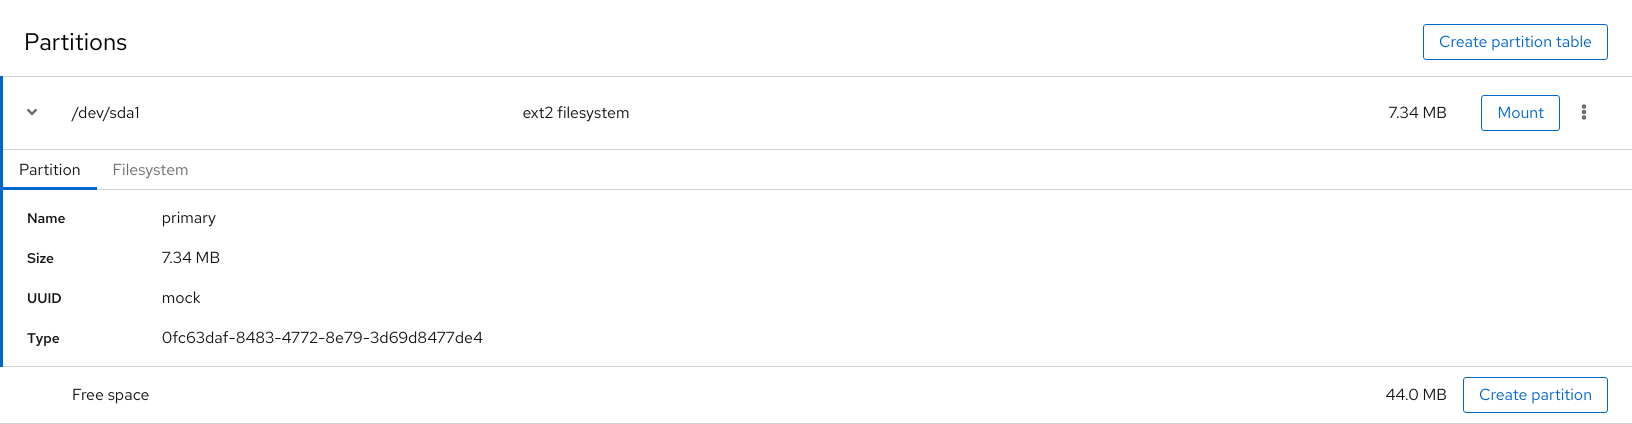 Partitions Create partition table
/dev/sda1 ext2 filesystem 7.34 MB Mount
Partition Filesystem
Name primary
Size 7.34 MB
UUID mock
Type 0fc63daf-8483-4772-8e79-3d69d8477de4
Free space 44.0 MB Create partition